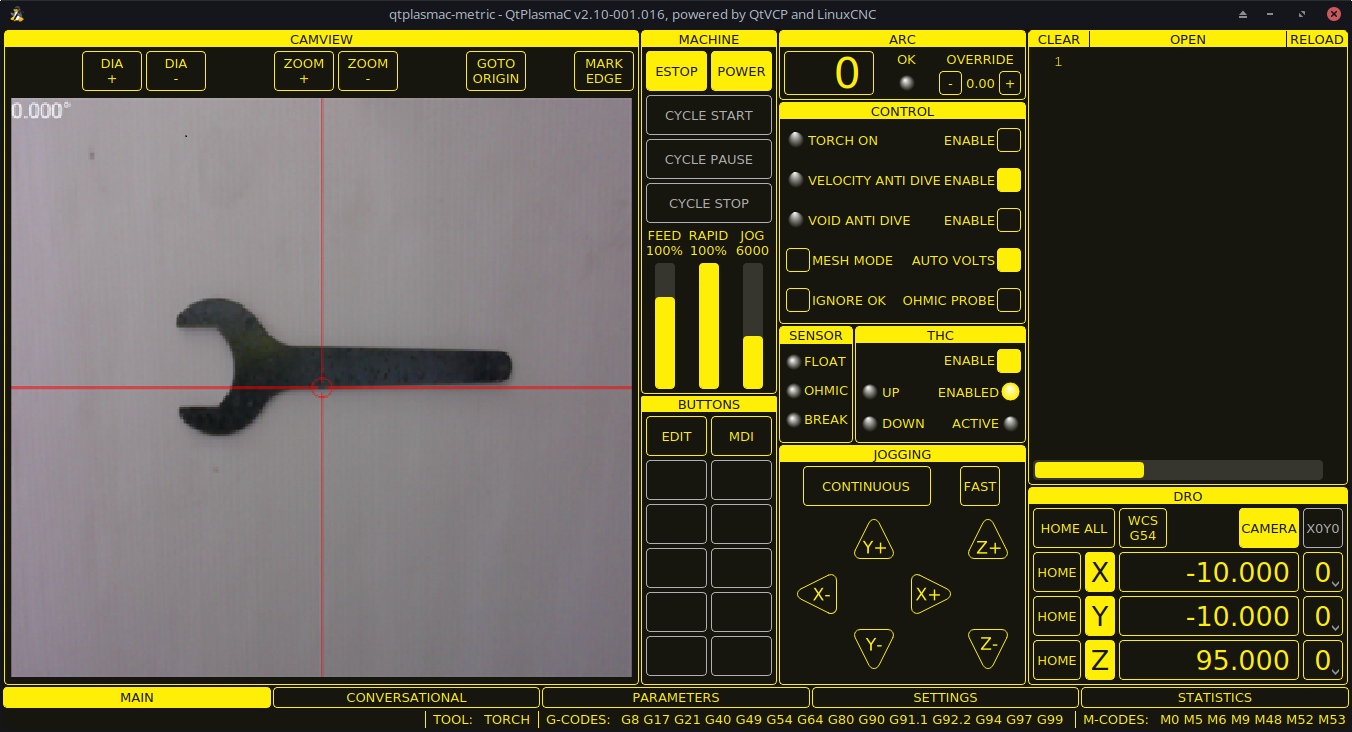 qtplasmac-metric - QtPlasmaC v2.10-001.016, powered by QtVCP and LinuxCNC
CAMVIEW
DIA
+
DIA
-
ZOOM
+
ZOOM
-
GOTO
ORIGIN
MARK
EDGE
0.000°
MACHINE
ESTOP
POWER
CYCLE START
CYCLE PAUSE
CYCLE STOP
FEED RAPID JOG
100% 100% 6000
BUTTONS
EDIT
MDI
ARC
0
OK
OVERRIDE
- 0.00 +
CONTROL
TORCH ON ENABLE
VELOCITY ANTI DIVE ENABLE
VOID ANTI DIVE ENABLE
MESH MODE AUTO VOLTS
IGNORE OK OHMIC PROBE
SENSOR
FLOAT
OHMIC
BREAK
THC
ENABLE
UP ENABLED
DOWN ACTIVE
JOGGING
CONTINUOUS
FAST
Y+
Z+
X-
X+
Y-
Z-
CLEAR OPEN RELOAD
1
DRO
HOME ALL
WCS
G54
CAMERA
X0Y0
HOME X -10.000 0
HOME Y -10.000 0
HOME Z 95.000 0
MAIN CONVERSATIONAL PARAMETERS SETTINGS STATISTICS
TOOL: TORCH G-CODES: G8 G17 G21 G40 G49 G54 G64 G80 G90 G91.1 G92.2 G94 G97 G99 M-CODES: M0 M5 M6 M9 M48 M52 M53